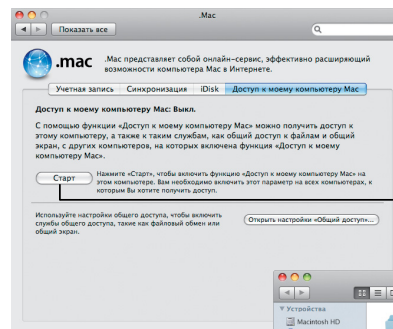 .Mac
Показать все
.mac
.Mac представляет собой онлайн-сервис, эффективно расширяющий
возможности компьютера Mac в Интернете.
Учетная запись
Синхронизация
iDisk
Доступ к моему компьютеру Mac
Доступ к моему компьютеру Mac: Выкл.
С помощью функции «Доступ к моему компьютеру Mac» можно получить доступ к
этому компьютеру, а также к таким службам, как общий доступ к файлам и общий
экран, с других компьютеров, на которых включена функция «Доступ к моему
компьютеру Mac».
Старт
Нажмите «Старт», чтобы включить функцию «Доступ к моему компьютеру Mac» на
этом компьютере. Вам необходимо включить этот параметр на всех компьютерах, к
которым Вы хотите получить доступ.
Используйте настройки общего доступа, чтобы включить
службы общего доступа, такие как файловый обмен или
общий экран.
Открыть настройки «Общий доступ»...
Устройства
Macintosh HD